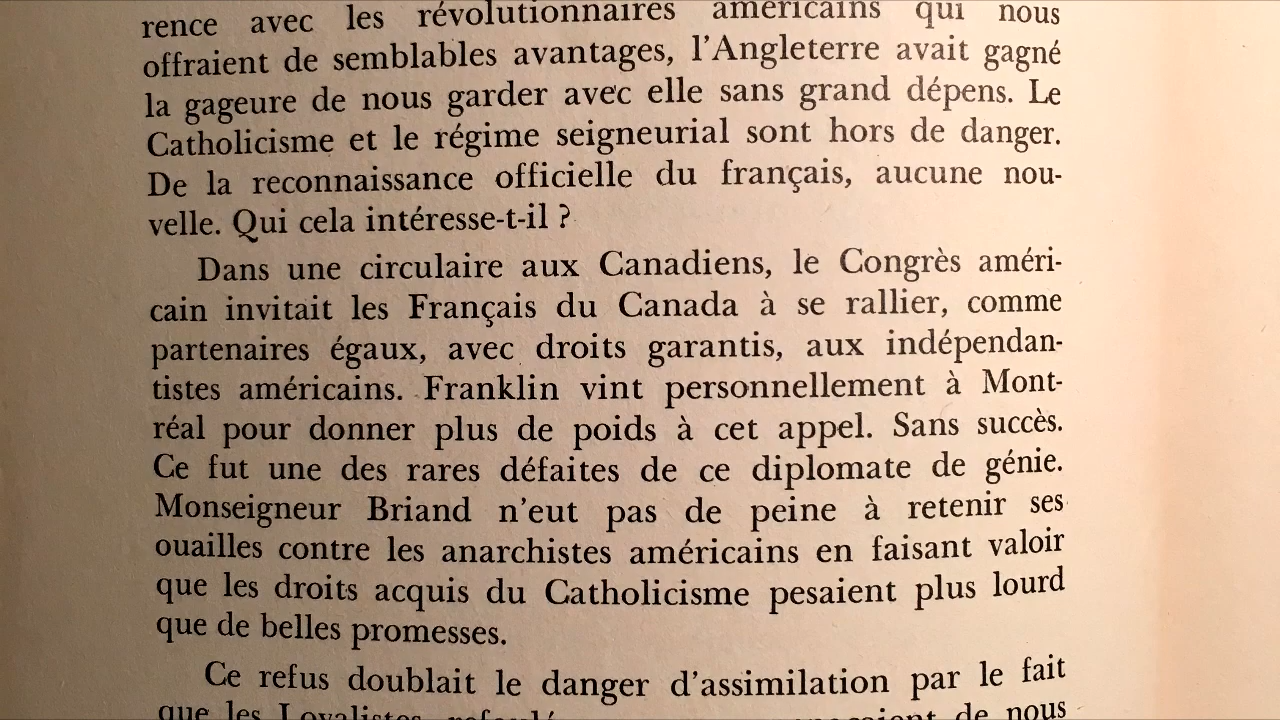 rence avec les révolutionnaires américains qui nous
offraient de semblables avantages, l'Angleterre avait gagné
la gageure de nous garder avec elle sans grand dépens. Le
Catholicisme et le régime seigneurial sont hors de danger.
De la reconnaissance officielle du français, aucune nou-
velle. Qui cela intéresse-t-il ?
Dans une circulaire aux Canadiens, le Congrès améri-
cain invitait les Français du Canada à se rallier, comme
partenaires égaux, avec droits garantis, aux indépendan-
tistes américains. Franklin vint personnellement à Mont-
réal pour donner plus de poids à cet appel. Sans succès.
Ce fut une des rares défaites de ce diplomate de génie.
Monseigneur Briand n'eut pas de peine à retenir ses
ouailles contre les anarchistes américains en faisant valoir
que les droits acquis du Catholicisme pesaient plus lourd
que de belles promesses.
Ce refus doublait le danger d'assimilation par le fait
que les Loyalistes de nous